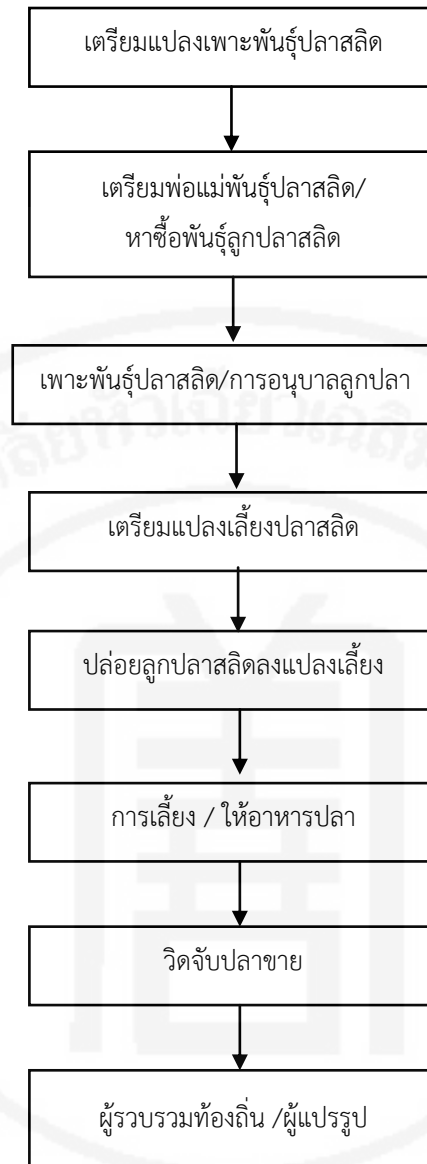 เตรียมแปลงเพาะพันธุ์ปลาสลิด
เตรียมพ่อแม่พันธุ์ปลาสลิด/
หาซื้อพันธุ์ลูกปลาสลิด
เพาะพันธุ์ปลาสลิด/การอนุบาลลูกปลา
เตรียมแปลงเลี้ยงปลาสลิด
ปล่อยลูกปลาสลิดลงแปลงเลี้ยง
การเลี้ยง / ให้อาหารปลา
วิดจับปลาขาย
ผู้รวบรวมท้องถิ่น /ผู้แปรรูป